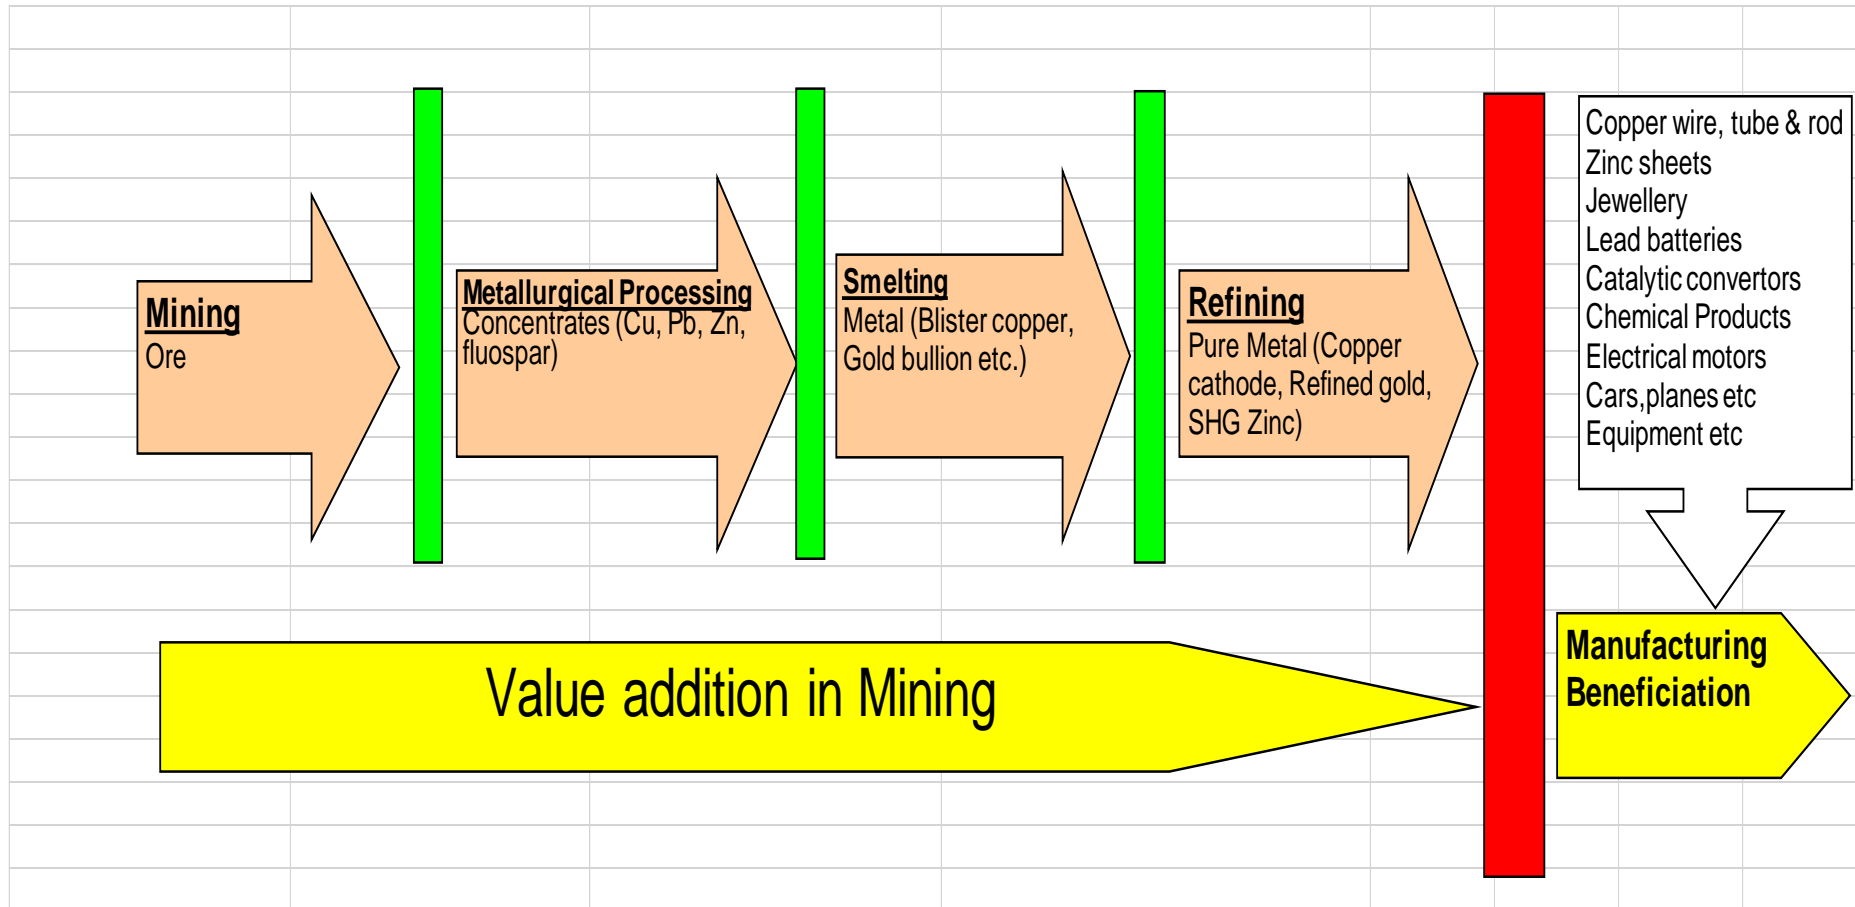 Mining
Ore
Metallurgical Processing
Concentrates (Cu, Pb, Zn,
fluospar)
Smelting
Metal (Blister copper,
Gold bullion etc.)
Refining
Pure Metal (Copper
cathode, Refined gold,
SHG Zinc)
Copper wire, tube & rod
Zinc sheets
Jewellery
Lead batteries
Catalytic convertors
Chemical Products
Electrical motors
Cars,planes etc
Equipment etc
Value addition in Mining
Manufacturing
Beneficiation